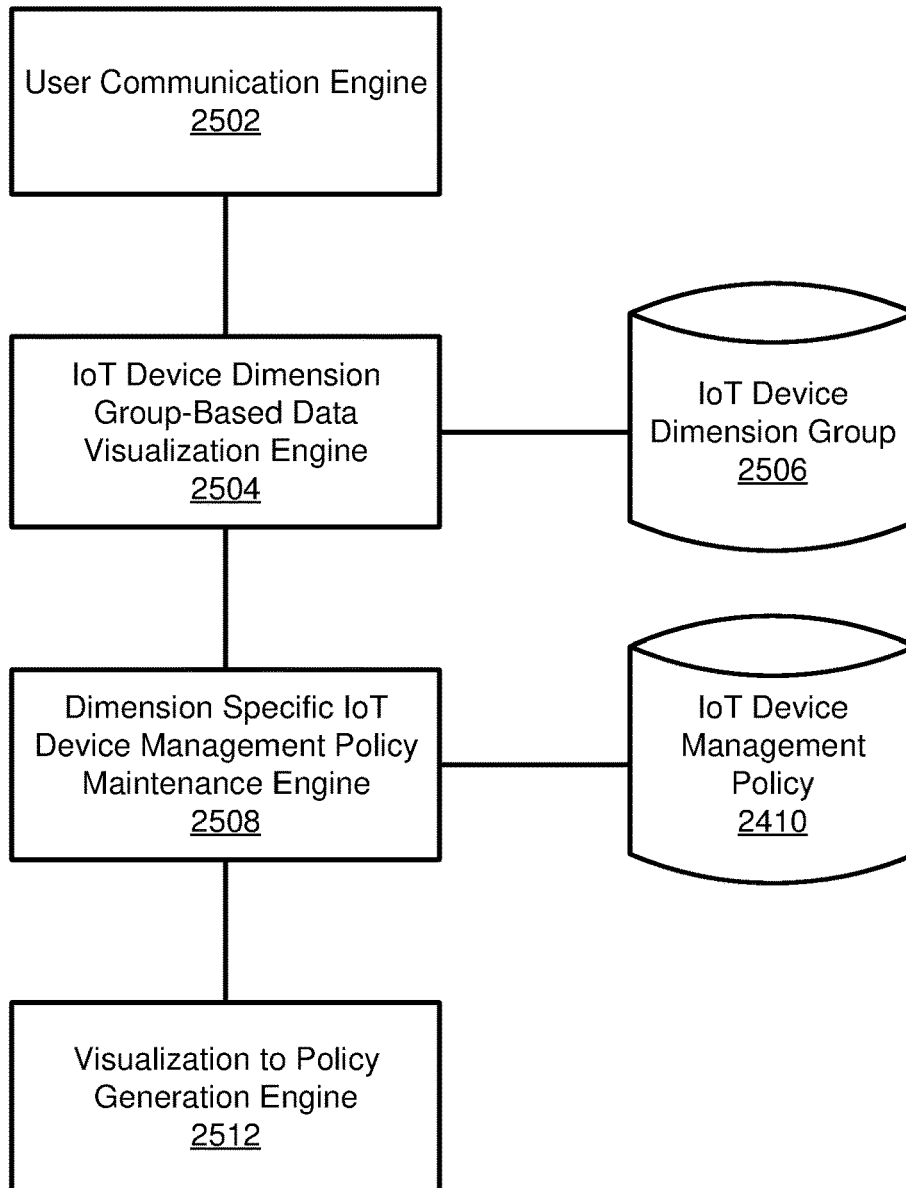 User Communication Engine
2502
IoT Device Dimension
Group-Based Data
Visualization Engine
2504
IoT Device
Dimension Group
2506
Dimension Specific IoT
Device Management Policy
Maintenance Engine
2508
IoT Device
Management
Policy
2410
Visualization to Policy
Generation Engine
2512